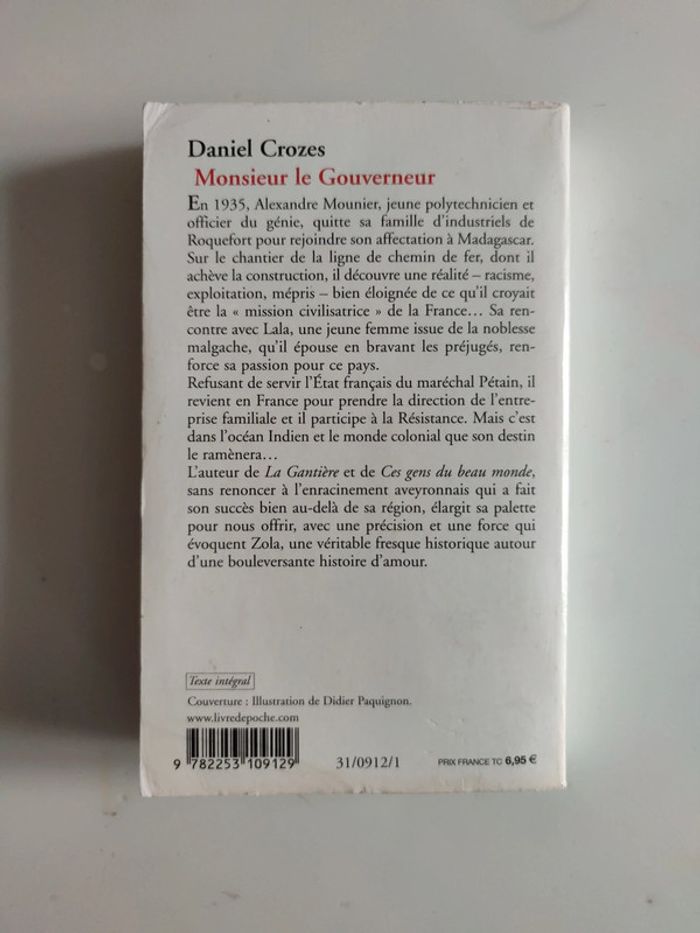 Daniel Crozes
Monsieur le Gouverneur
En 1935, Alexandre Mounier, jeune polytechnicien et
officier du génie, quitte sa famille d'industriels de
Roquefort pour rejoindre son affectation à Madagascar.
Sur le chantier de la ligne de chemin de fer, dont il
achève la construction, il découvre une réalité – racisme,
exploitation, mépris – bien éloignée de ce qu'il croyait
être la « mission civilisatrice » de la France… Sa ren-
contre avec Lala, une jeune femme issue de la noblesse
malgache, qu'il épouse en bravant les préjugés, ren-
force sa passion pour ce pays.
Refusant de servir l'État français du maréchal Pétain, il
revient en France pour prendre la direction de l'entre-
prise familiale et il participe à la Résistance. Mais c'est
dans l'océan Indien et le monde colonial que son destin
le ramènera…
L'auteur de La Gantière et de Ces gens du beau monde,
sans renoncer à l'enracinement aveyronnais qui a fait
son succès bien au-delà de sa région, élargit sa palette
pour nous offrir, avec une précision et une force qui
évoquent Zola, une véritable fresque historique autour
d'une bouleversante histoire d'amour.
Texte intégral
Couverture : Illustration de Didier Paquignon.
www.livredepoche.com
9 782253 109129
31/0912/1
PRIX FRANCE TC 6,95 €